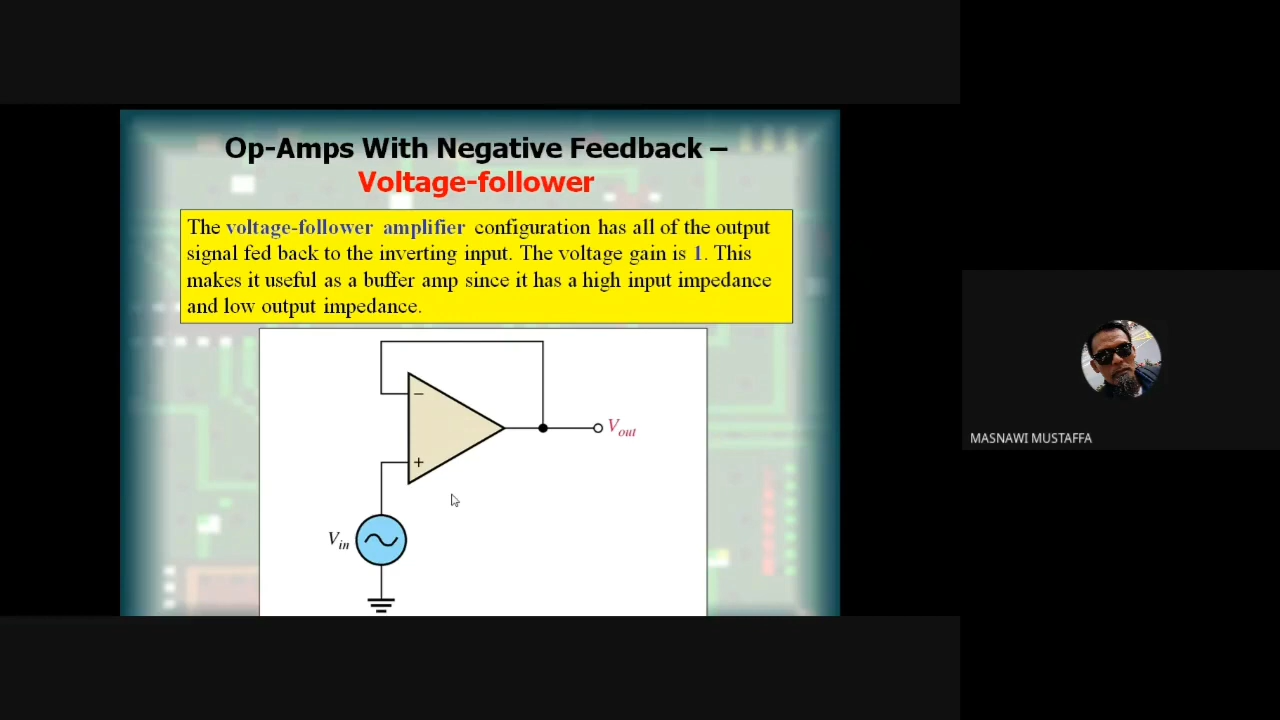 Op-Amps With Negative Feedback –
Voltage-follower
The voltage-follower amplifier configuration has all of the output
signal fed back to the inverting input. The voltage gain is 1. This
makes it useful as a buffer amp since it has a high input impedance
and low output impedance.
−
Vout
+
Vin
MASNAWI MUSTAFFA